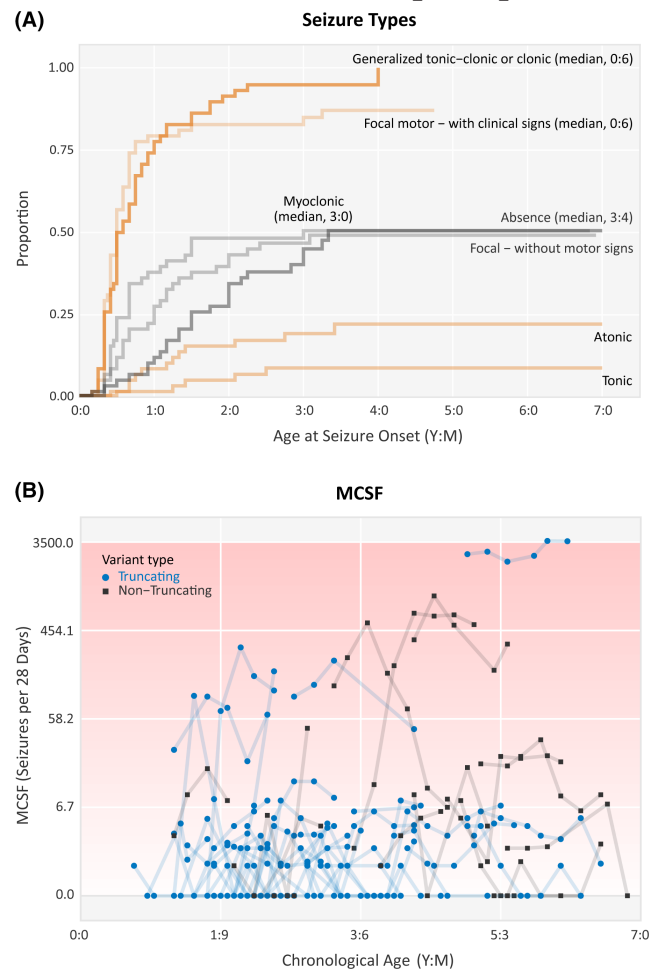 (A)
Seizure Types
1.00
0.75
0.50
0.25
0.00
Proportion
Generalized tonic−clonic or clonic (median, 0:6)
Focal motor − with clinical signs (median, 0:6)
Myoclonic
(median, 3:0)
Absence (median, 3:4)
Focal − without motor signs
Atonic
Tonic
0:0 1:0 2:0 3:0 4:0 5:0 6:0 7:0
Age at Seizure Onset (Y:M)
(B)
MCSF
3500.0
454.1
58.2
6.7
0.0
MCSF (Seizures per 28 Days)
Variant type
Truncating
Non−Truncating
0:0 1:9 3:6 5:3 7:0
Chronological Age (Y:M)